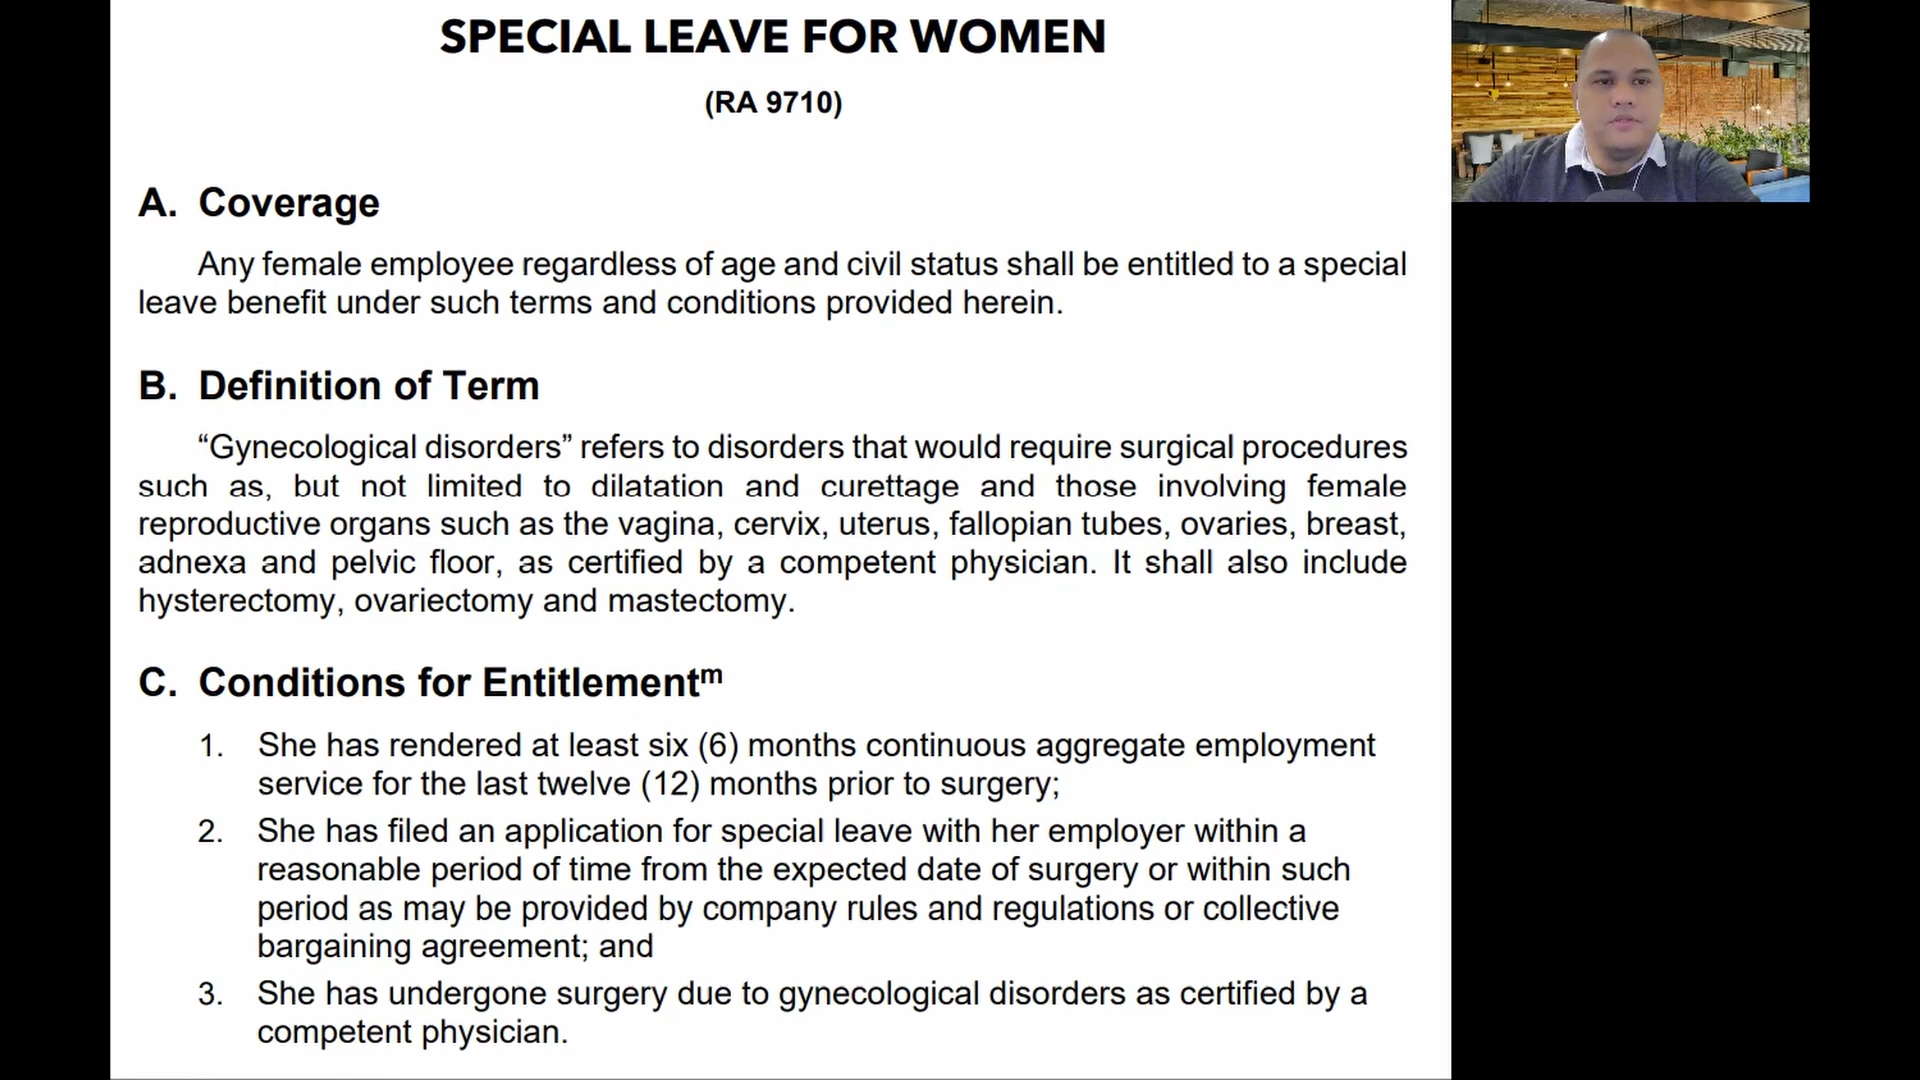 SPECIAL LEAVE FOR WOMEN
(RA 9710)
A. Coverage
Any female employee regardless of age and civil status shall be entitled to a special
leave benefit under such terms and conditions provided herein.
B. Definition of Term
“Gynecological disorders” refers to disorders that would require surgical procedures
such as, but not limited to dilatation and curettage and those involving female
reproductive organs such as the vagina, cervix, uterus, fallopian tubes, ovaries, breast,
adnexa and pelvic floor, as certified by a competent physician. It shall also include
hysterectomy, ovariectomy and mastectomy.
C. Conditions for Entitlementᵐ
1. She has rendered at least six (6) months continuous aggregate employment
service for the last twelve (12) months prior to surgery;
2. She has filed an application for special leave with her employer within a
reasonable period of time from the expected date of surgery or within such
period as may be provided by company rules and regulations or collective
bargaining agreement; and
3. She has undergone surgery due to gynecological disorders as certified by a
competent physician.